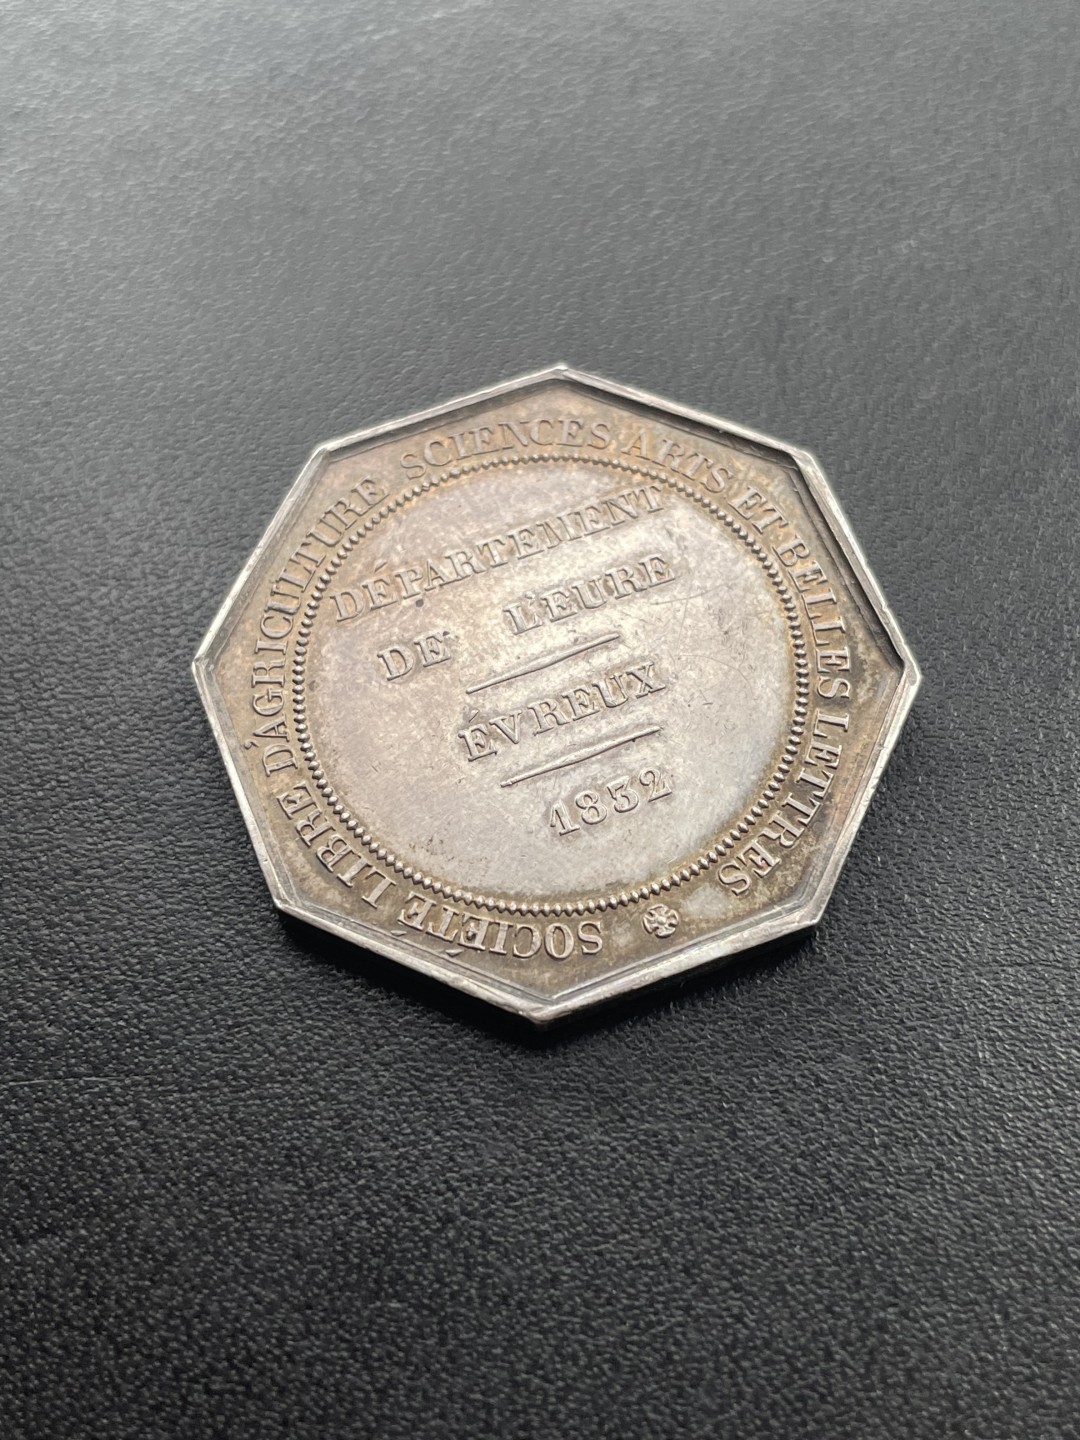 SOCIÉTÉ LIBRE D'AGRICULTURE SCIENCES ARTS ET BELLES LETTRES
DÉPARTEMENT
DE L'EURE
ÉVREUX
1832